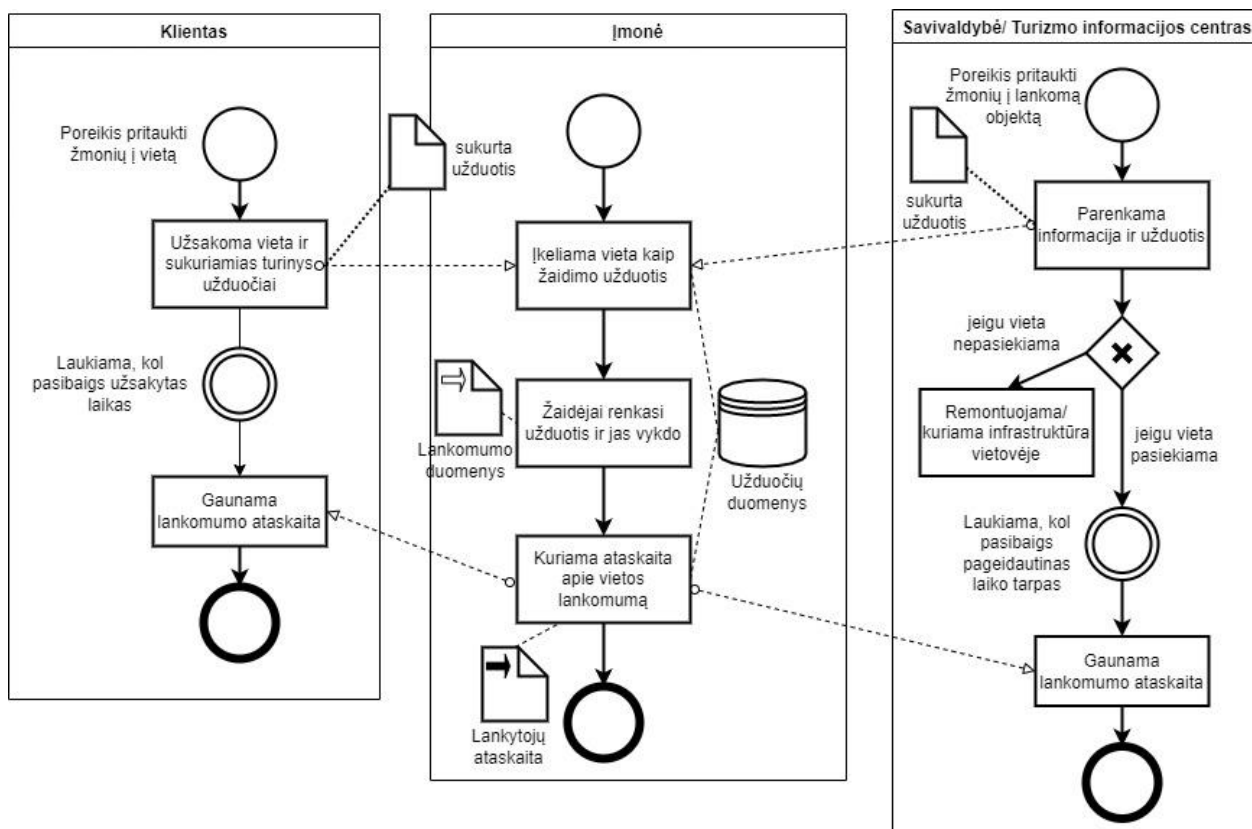 Klientas
Poreikis pritaukti
žmonių į vietą
Užsakoma vieta ir
sukuriamias turinys
užduočiai
Laukiama, kol
pasibaigs užsakytas
laikas
Gaunama
lankomumo ataskaita
Įmonė
sukurta
užduotis
Įkeliama vieta kaip
žaidimo užduotis
Žaidėjai renkasi
užduotis ir jas vykdo
Lankomumo
duomenys
Užduočių
duomenys
Kuriama ataskaita
apie vietos
lankomumą
Lankytojų
ataskaita
Savivaldybė/ Turizmo informacijos centras
Poreikis pritaukti
žmonių į lankomą
objektą
sukurta
užduotis
Parenkama
informacija ir užduotis
jeigu vieta
nepasiekiama
Remontuojama/
kuriama infrastruktūra
vietovėje
jeigu vieta
pasiekiama
Laukiama, kol
pasibaigs
pageidautinas
laiko tarpas
Gaunama
lankomumo ataskaita